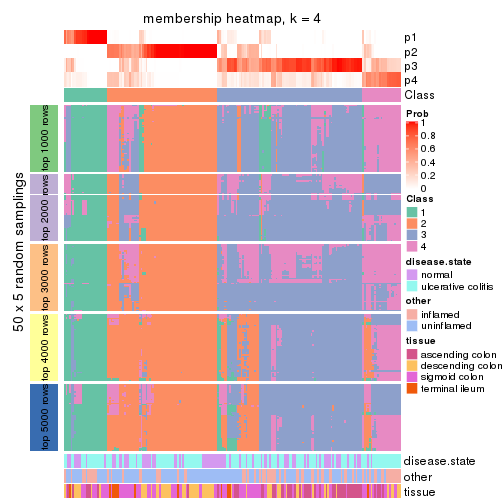 membership heatmap, k = 4
p1
p2
p3
p4
Class
50 x 5 random samplings
top 1000 rows
top 2000 rows
top 3000 rows
top 4000 rows
top 5000 rows
disease.state
other
tissue
Prob
1
0.8
0.6
0.4
0.2
0
Class
1
2
3
4
disease.state
normal
ulcerative colitis
other
inflamed
uninflamed
tissue
ascending colon
descending colon
sigmoid colon
terminal ileum